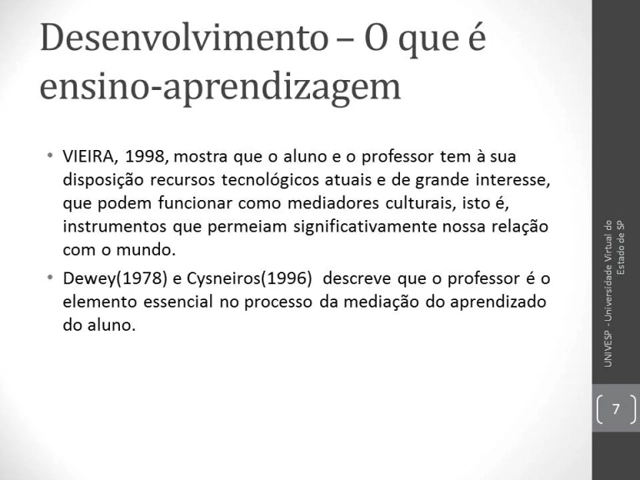 Desenvolvimento – O que é
ensino-aprendizagem
• VIEIRA, 1998, mostra que o aluno e o professor tem à sua
disposição recursos tecnológicos atuais e de grande interesse,
que podem funcionar como mediadores culturais, isto é,
instrumentos que permeiam significativamente nossa relação
com o mundo.
• Dewey(1978) e Cysneiros(1996) descreve que o professor é o
elemento essencial no processo da mediação do aprendizado
do aluno.
UNIVESP - Universidade Virtual do
Estado de SP
7